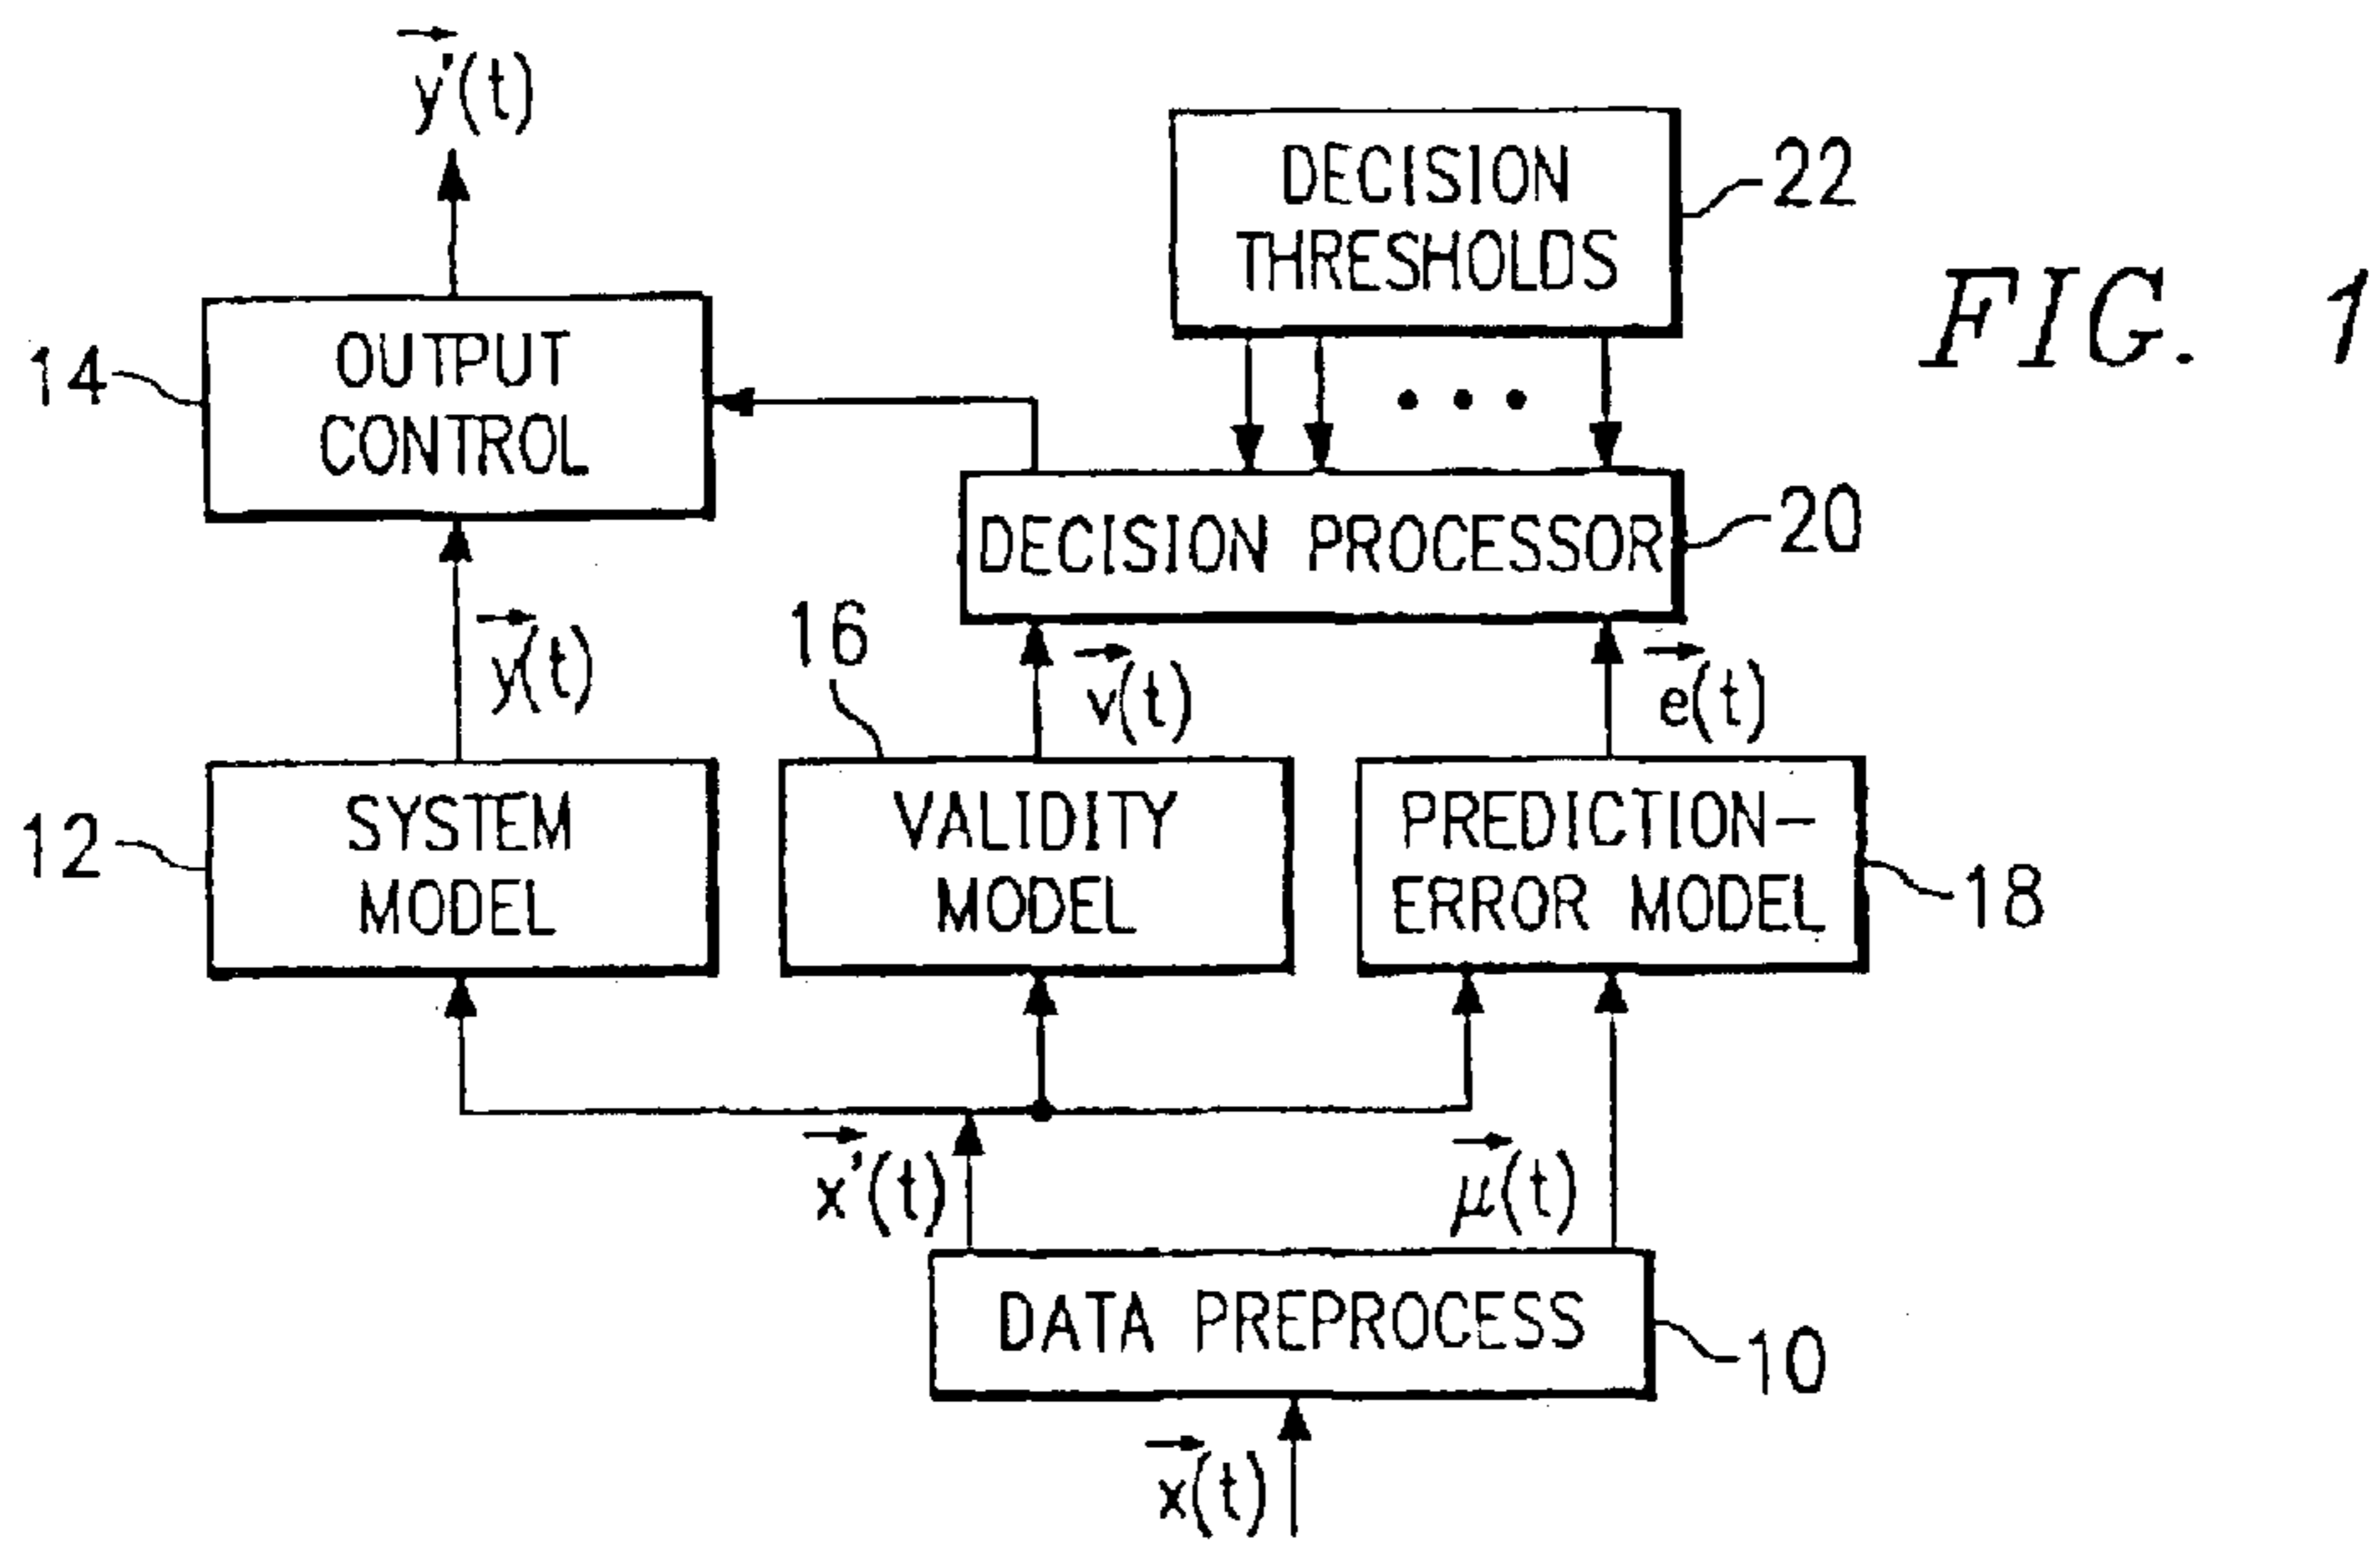 y'(t)
DECISION
THRESHOLDS
22
FIG. 1
14
OUTPUT
CONTROL
DECISION PROCESSOR
20
16
y(t)
v(t)
e(t)
12
SYSTEM
MODEL
VALIDITY
MODEL
PREDICTION-
ERROR MODEL
18
x'(t)
μ(t)
DATA PREPROCESS
10
x(t)